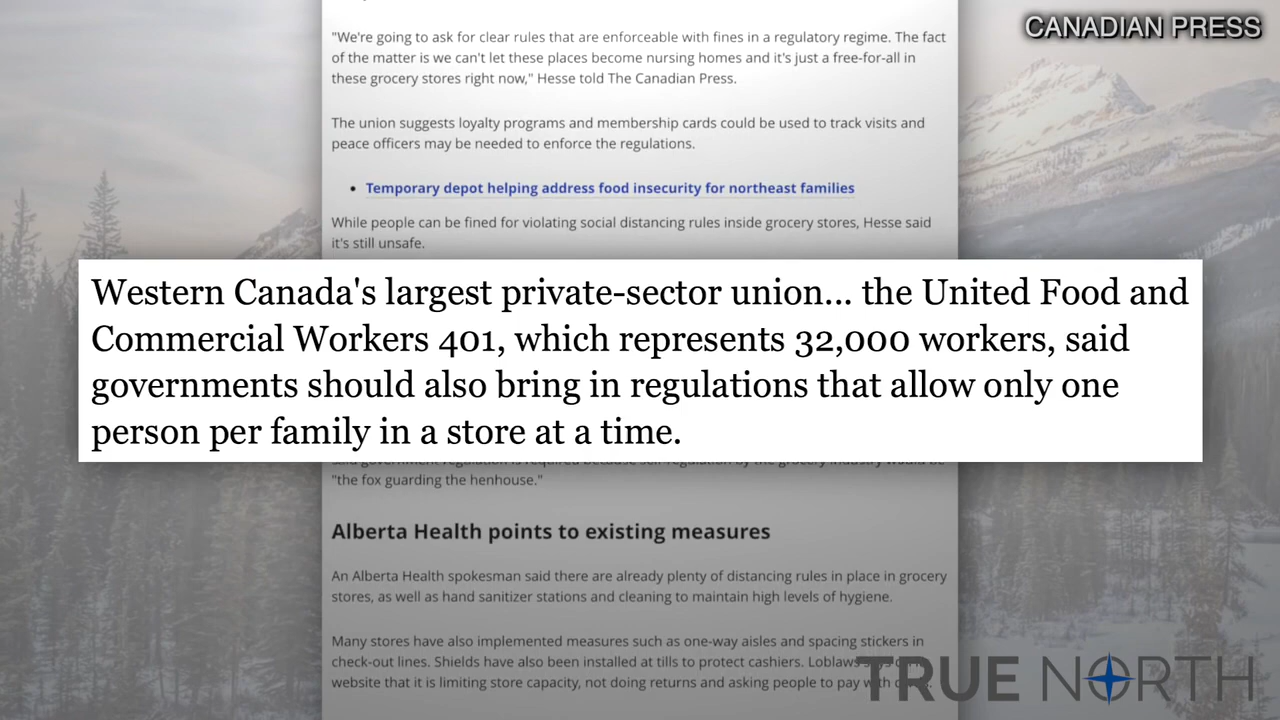 CANADIAN PRESS
"We're going to ask for clear rules that are enforceable with fines in a regulatory regime. The fact
of the matter is we can't let these places become nursing homes and it's just a free-for-all in
these grocery stores right now," Hesse told The Canadian Press.
The union suggests loyalty programs and membership cards could be used to track visits and
peace officers may be needed to enforce the regulations.
• Temporary depot helping address food insecurity for northeast families
While people can be fined for violating social distancing rules inside grocery stores, Hesse said
it's still unsafe.
Western Canada's largest private-sector union... the United Food and
Commercial Workers 401, which represents 32,000 workers, said
governments should also bring in regulations that allow only one
person per family in a store at a time.
"the fox guarding the henhouse."
Alberta Health points to existing measures
An Alberta Health spokesman said there are already plenty of distancing rules in place in grocery
stores, as well as hand sanitizer stations and cleaning to maintain high levels of hygiene.
Many stores have also implemented measures such as one-way aisles and spacing stickers in
check-out lines. Shields have also been installed at tills to protect cashiers. Loblaws
website that it is limiting store capacity, not doing returns and asking people to pay
TRUE NORTH